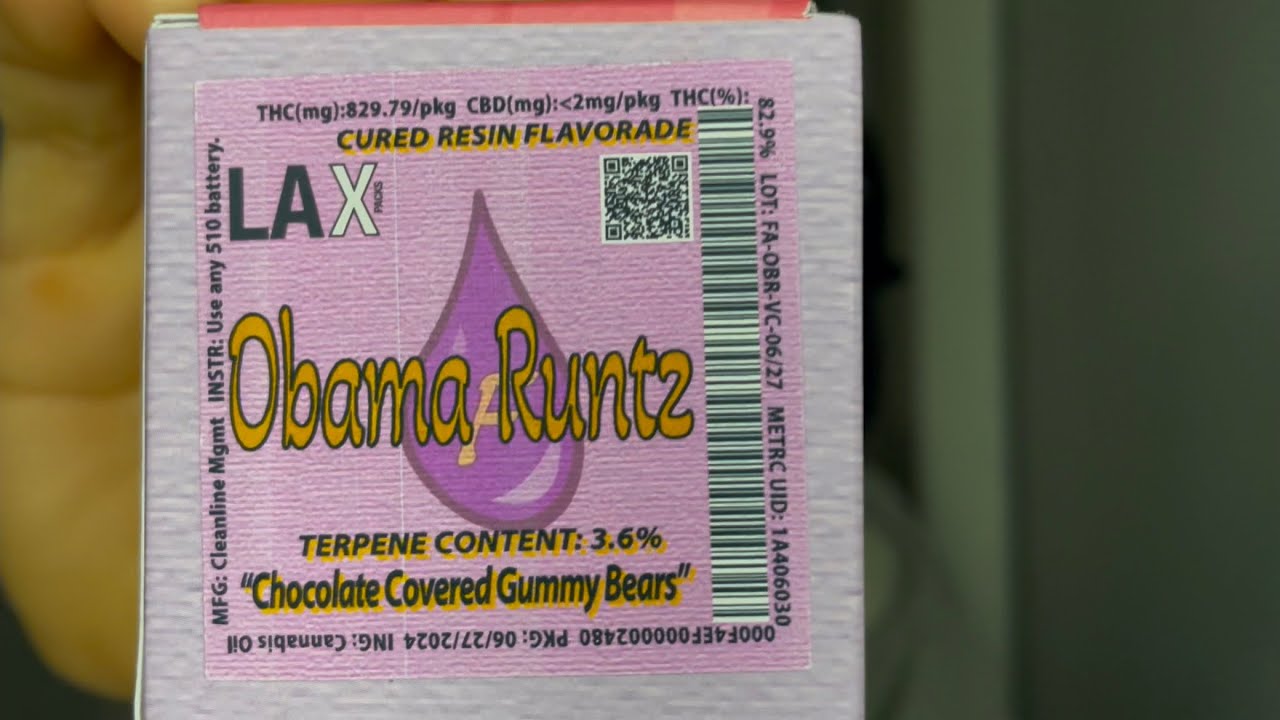 THC(mg):829.79/pkg CBD(mg):<2mg/pkg THC(%):
82.9% LOT: FA-OBR-VC-06/27 METRC UID: 1A406030
000F4EF000002480 PKG: 06/27/2024 ING: Cannabis Oil
MFG: Cleanline Mgmt INSTR: Use any 510 battery.
CURED RESIN FLAVORADE
LAX
PACKS
Obama Runtz
F
TERPENE CONTENT: 3.6%
"Chocolate Covered Gummy Bears"